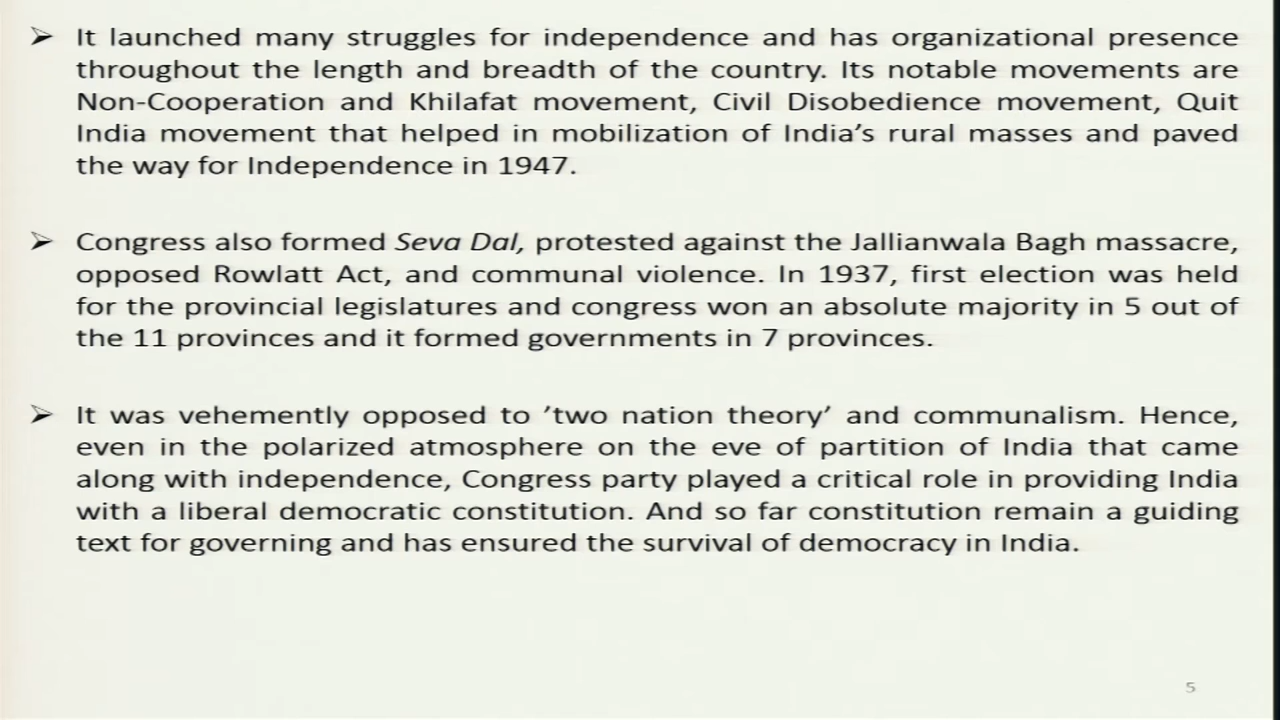 ➢ It launched many struggles for independence and has organizational presence
throughout the length and breadth of the country. Its notable movements are
Non-Cooperation and Khilafat movement, Civil Disobedience movement, Quit
India movement that helped in mobilization of India’s rural masses and paved
the way for Independence in 1947.
➢ Congress also formed Seva Dal, protested against the Jallianwala Bagh massacre,
opposed Rowlatt Act, and communal violence. In 1937, first election was held
for the provincial legislatures and congress won an absolute majority in 5 out of
the 11 provinces and it formed governments in 7 provinces.
➢ It was vehemently opposed to ’two nation theory’ and communalism. Hence,
even in the polarized atmosphere on the eve of partition of India that came
along with independence, Congress party played a critical role in providing India
with a liberal democratic constitution. And so far constitution remain a guiding
text for governing and has ensured the survival of democracy in India.
5